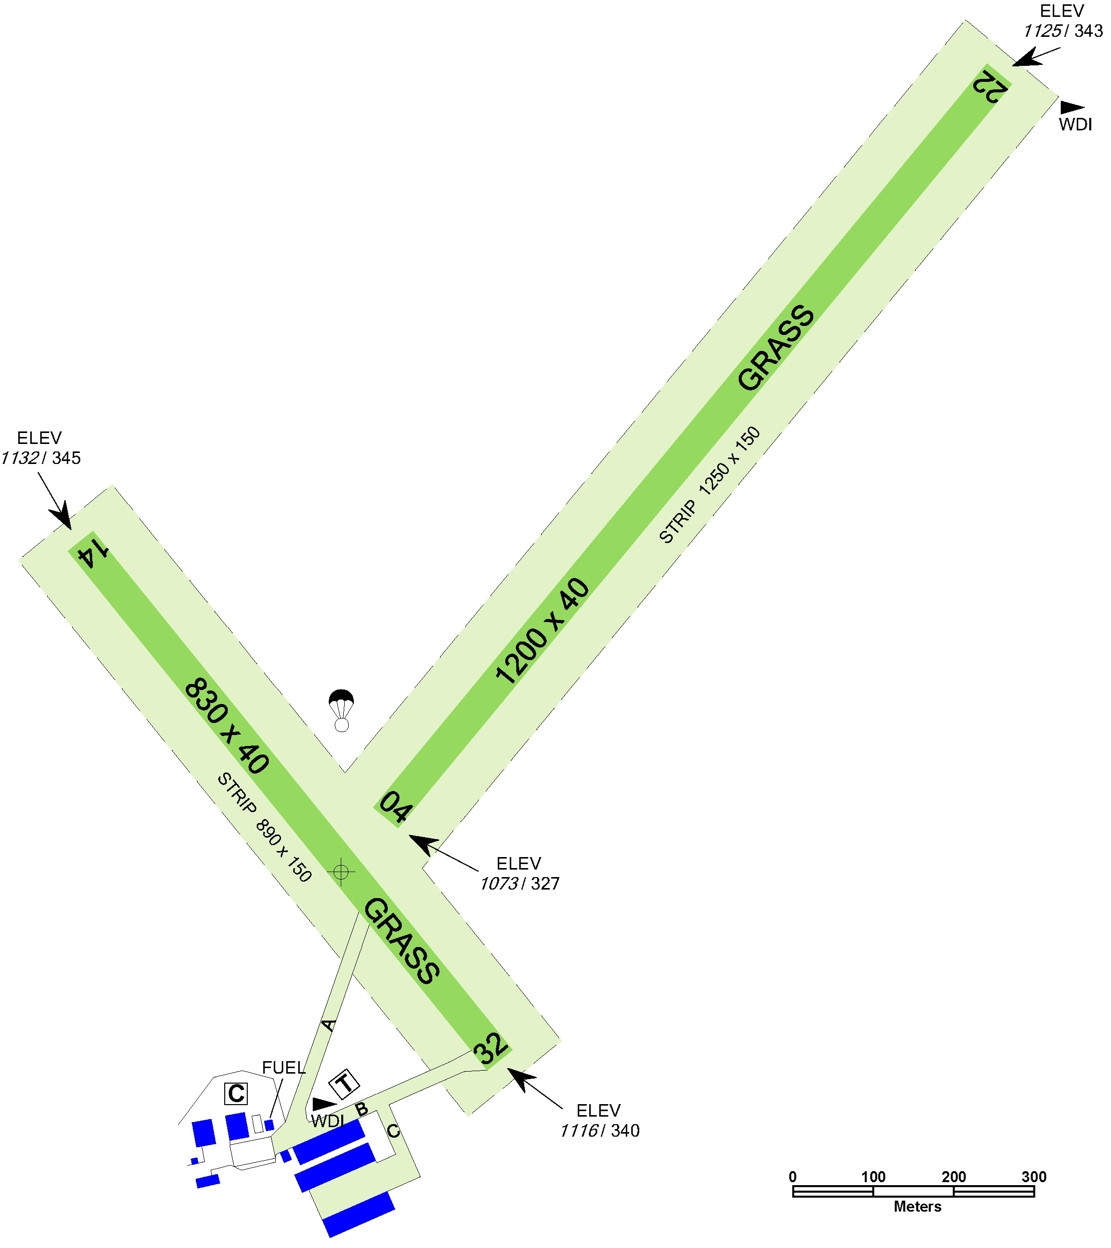 ELEV
1125 / 343
22
WDI
GRASS
STRIP 1250 x 150
ELEV
1132 / 345
14
1200 x 40
830 x 40
STRIP 890 x 150
04
ELEV
1073 / 327
GRASS
A
32
FUEL
C
T
WDI
B
C
ELEV
1116 / 340
0 100 200 300
Meters